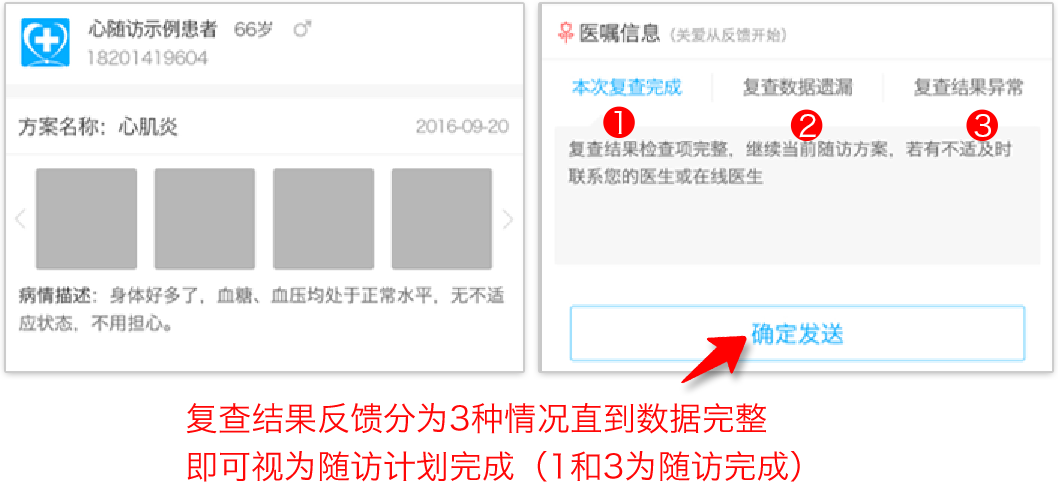 心随访示例患者 66岁 ♂
18201419604
方案名称：心肌炎 2016-09-20
病情描述：身体好多了，血糖、血压均处于正常水平，无不适
应状态，不用担心。
医嘱信息（关爱从反馈开始）
本次复查完成 复查数据遗漏 复查结果异常
1 2 3
复查结果检查项完整，继续当前随访方案，若有不适及时
联系您的医生或在线医生
确定发送
复查结果反馈分为3种情况直到数据完整
即可视为随访计划完成（1和3为随访完成）